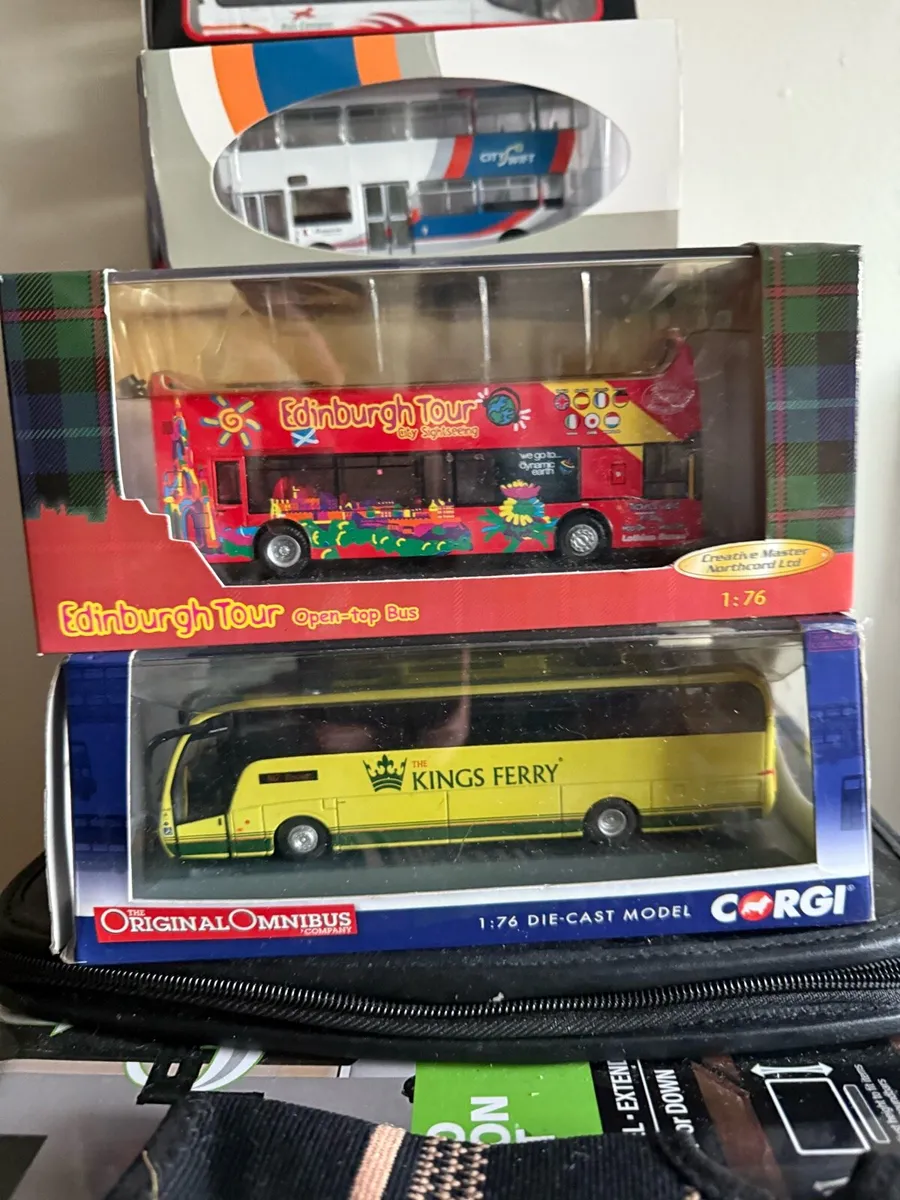 CITYSWIFT
Edinburgh Tour
City Sightseeing
we go to...
dynamic
earth
Lothian Buses
Creative Master
Northcord Ltd
1:76
Edinburgh Tour Open-top Bus
THE
KINGS FERRY
THE
ORIGINAL OMNIBUS
COMPANY
1:76 DIE-CAST MODEL
CORGI®
L • EXTEND
or DOWN
ON